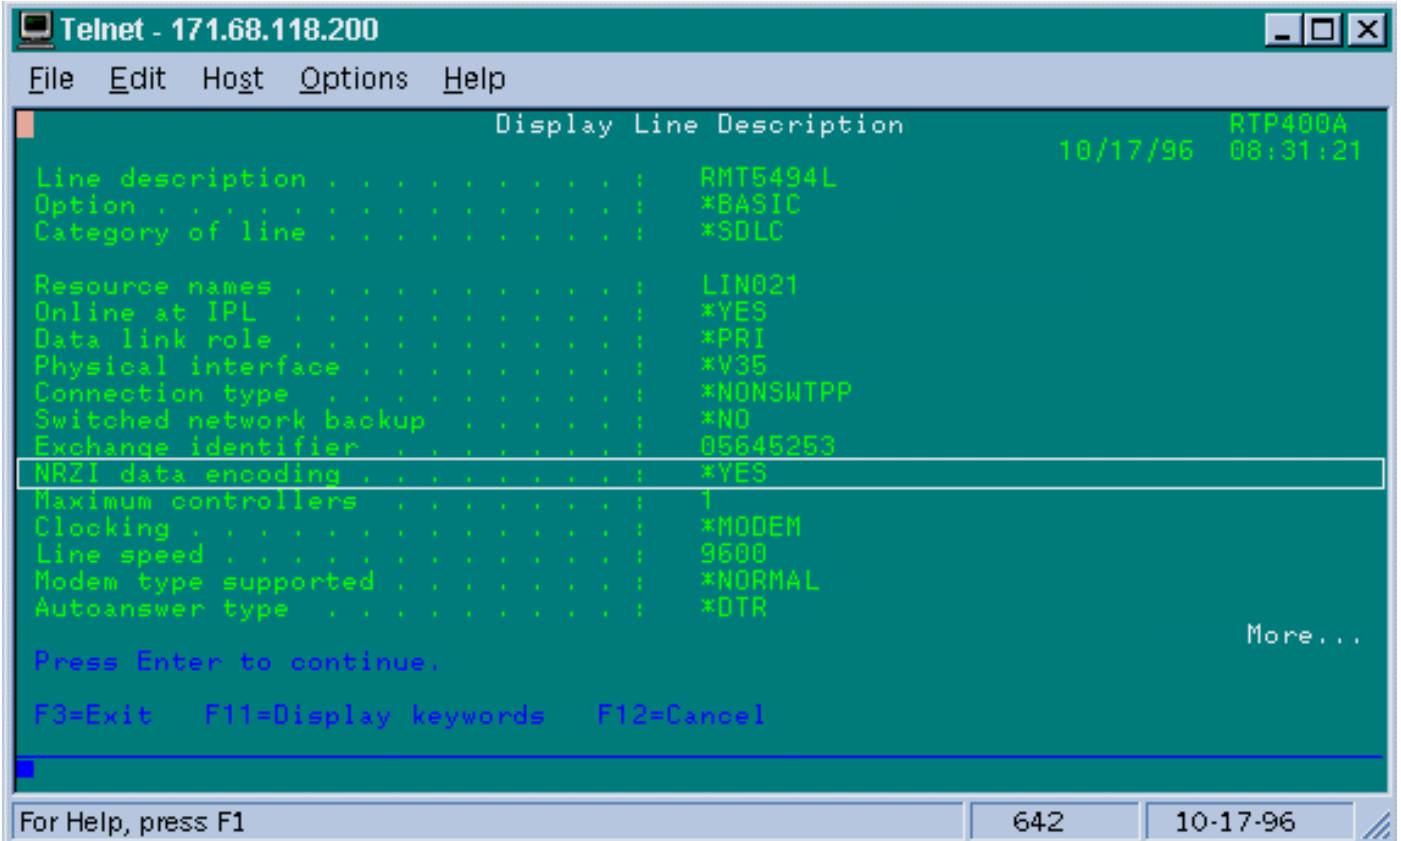 Telnet - 171.68.118.200
File Edit Host Options Help
Display Line Description RTP400A
10/17/96 08:31:21
Line description . . . . . . . . . : RMT5494L
Option . . . . . . . . . . . . . . : *BASIC
Category of line . . . . . . . . . : *SDLC
Resource names . . . . . . . . . . : LIN021
Online at IPL . . . . . . . . . . : *YES
Data link role . . . . . . . . . . : *PRI
Physical interface . . . . . . . . : *V35
Connection type . . . . . . . . . : *NONSWTPP
Switched network backup . . . . . : *NO
Exchange identifier . . . . . . . : 05645253
NRZI data encoding . . . . . . . . : *YES
Maximum controllers . . . . . . . : 1
Clocking . . . . . . . . . . . . . : *MODEM
Line speed . . . . . . . . . . . . : 9600
Modem type supported . . . . . . . : *NORMAL
Autoanswer type . . . . . . . . . : *DTR
More...
Press Enter to continue.
F3=Exit F11=Display keywords F12=Cancel
For Help, press F1 642 10-17-96